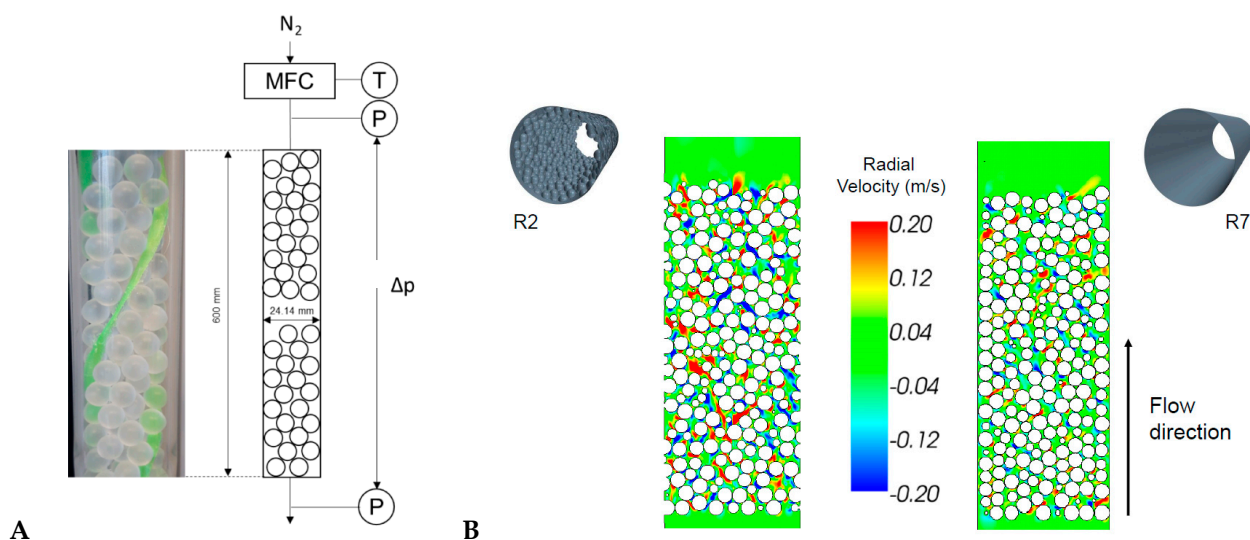 N2
MFC
T
P
600 mm
24.14 mm
Δp
P
A
R2
Radial
Velocity (m/s)
0.20
0.12
0.04
-0.04
-0.12
-0.20
R7
Flow
direction
B